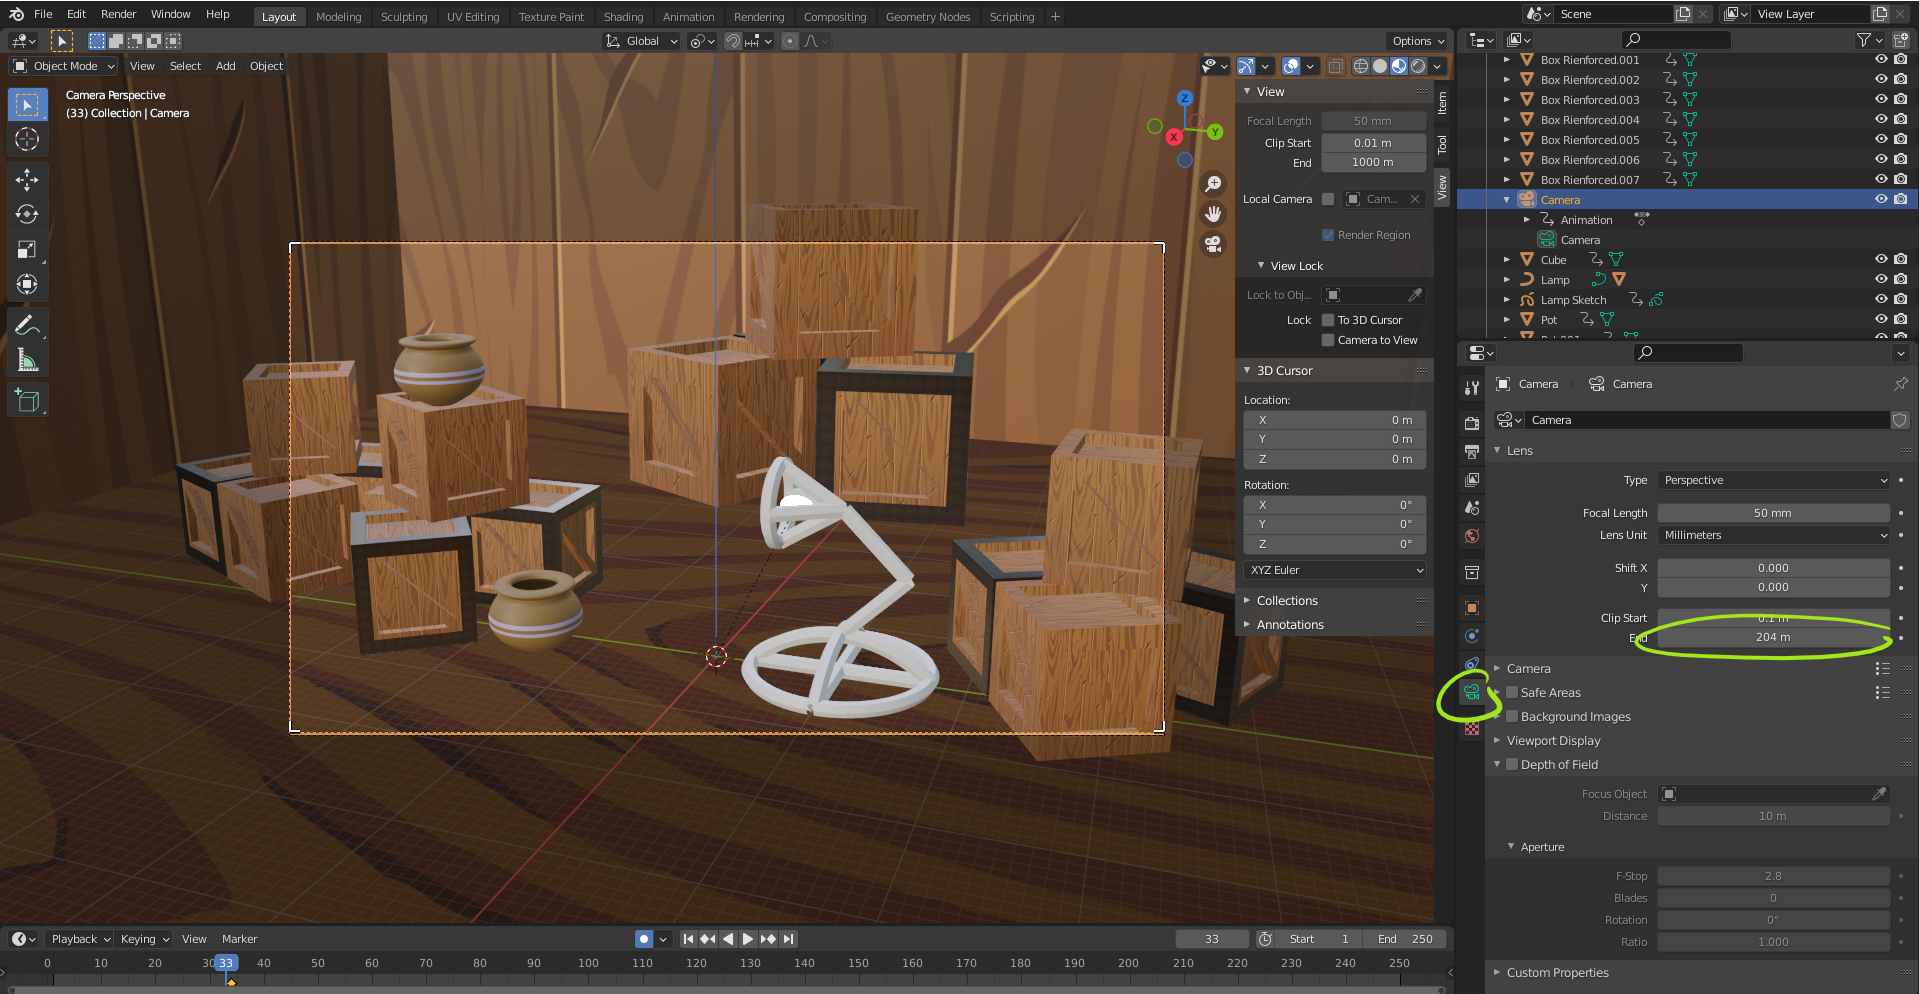 File Edit Render Window Help Layout Modeling Sculpting UV Editing Texture Paint Shading Animation Rendering Compositing Geometry Nodes Scripting + Scene View Layer
Global Options
Object Mode View Select Add Object
Camera Perspective
(33) Collection | Camera
Z
Y
X
View
Focal Length 50 mm
Clip Start 0.01 m
End 1000 m
Local Camera Cam...
Render Region
View Lock
Lock to Obj...
Lock To 3D Cursor
Camera to View
3D Cursor
Location:
X 0 m
Y 0 m
Z 0 m
Rotation:
X 0°
Y 0°
Z 0°
XYZ Euler
Collections
Annotations
Item
Tool
View
Box Rienforced.001
Box Rienforced.002
Box Rienforced.003
Box Rienforced.004
Box Rienforced.005
Box Rienforced.006
Box Rienforced.007
Camera
Animation
Camera
Cube
Lamp
Lamp Sketch
Pot
Camera Camera
Camera
Lens
Type Perspective
Focal Length 50 mm
Lens Unit Millimeters
Shift X 0.000
Y 0.000
Clip Start 0.1 m
End 204 m
Camera
Safe Areas
Background Images
Viewport Display
Depth of Field
Focus Object
Distance 10 m
Aperture
F-Stop 2.8
Blades 0
Rotation 0°
Ratio 1.000
Custom Properties
Playback Keying View Marker 33 Start 1 End 250
0 10 20 30 33 40 50 60 70 80 90 100 110 120 130 140 150 160 170 180 190 200 210 220 230 240 250